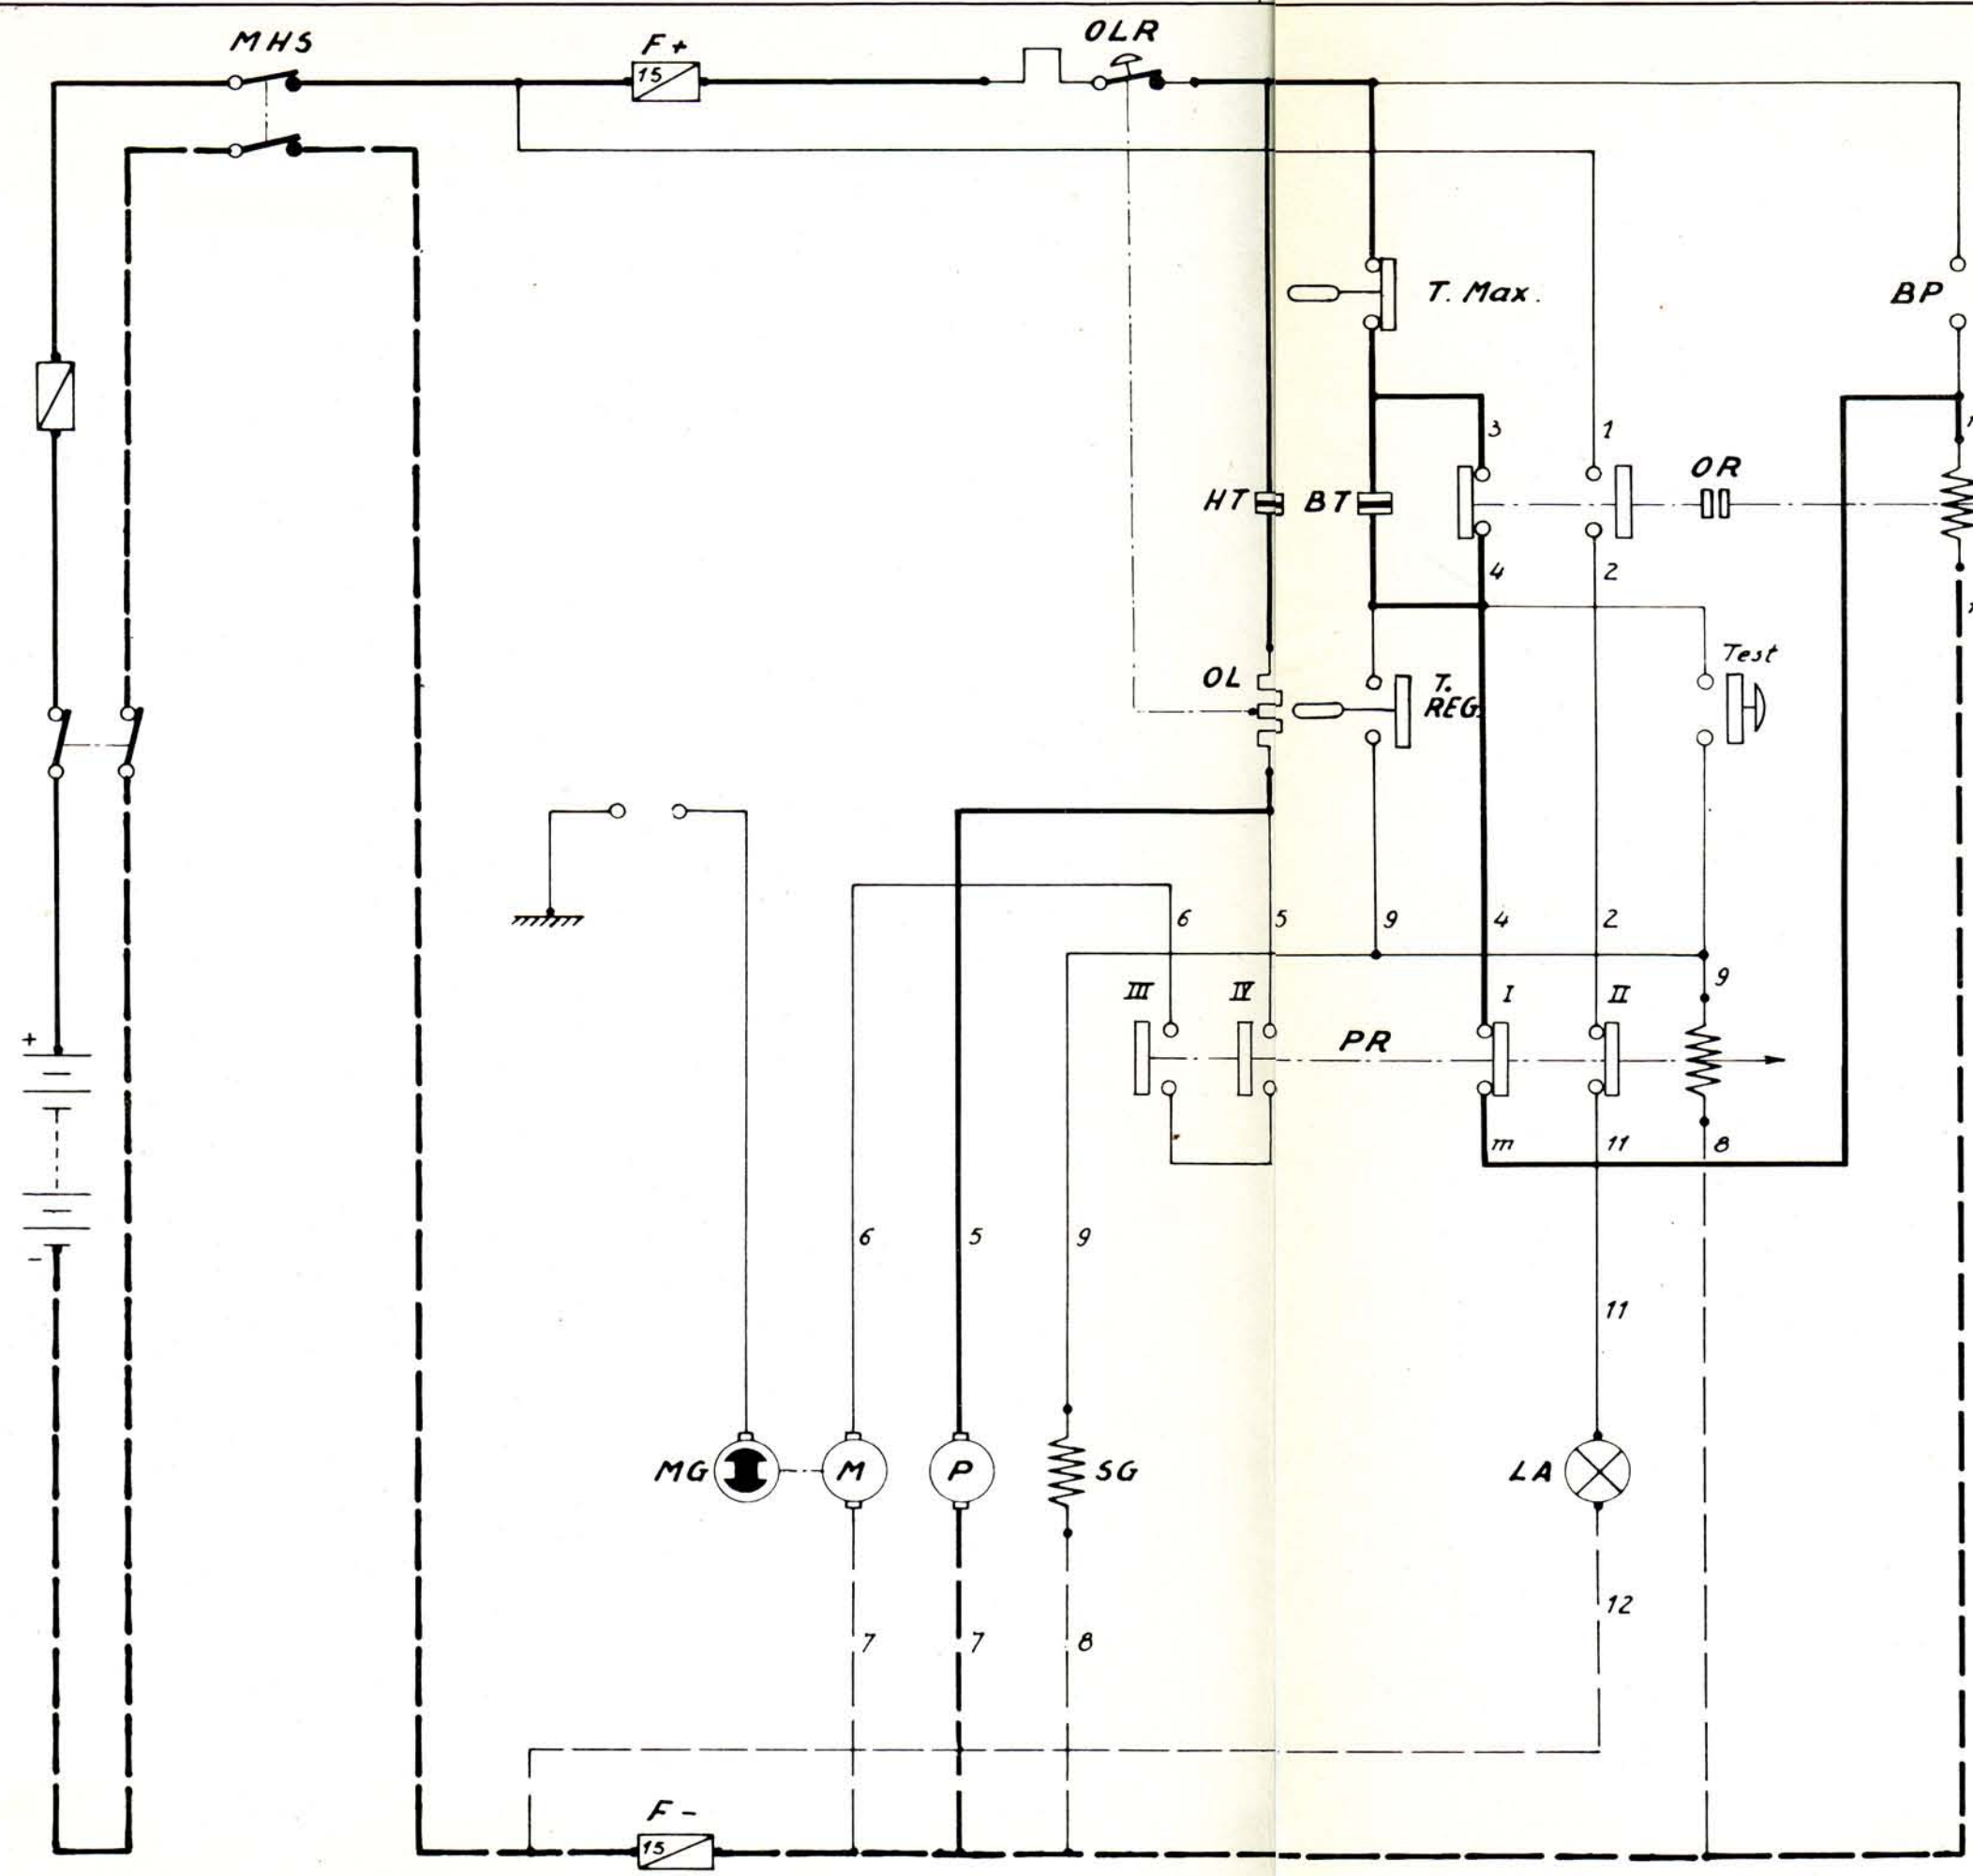 MHS
F+
15
OLR
T. Max.
BP
3
1
OR
HT
BT
4
2
OL
T.
REG.
Test
6
5
9
4
2
III
IV
I
II
9
PR
m
11
8
+
-
6
5
9
11
MG
M
P
SG
LA
12
7
7
8
F-
15